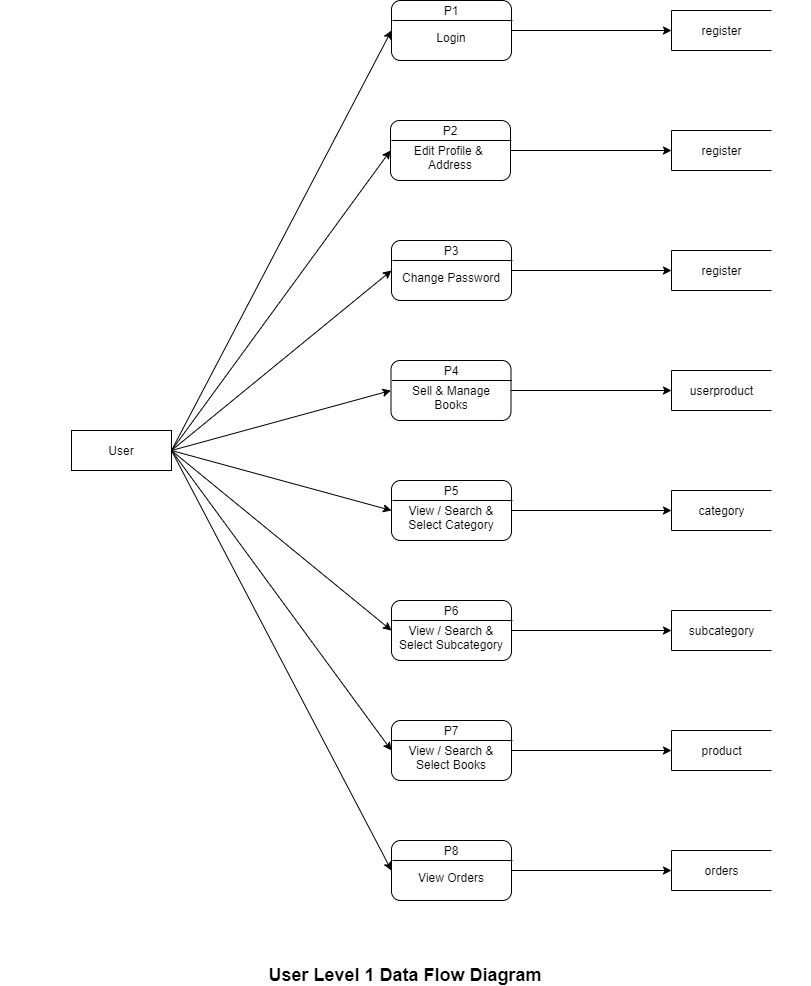 P1
Login
register
P2
Edit Profile &
Address
register
P3
Change Password
register
P4
Sell & Manage
Books
userproduct
User
P5
View / Search &
Select Category
category
P6
View / Search &
Select Subcategory
subcategory
P7
View / Search &
Select Books
product
P8
View Orders
orders
User Level 1 Data Flow Diagram